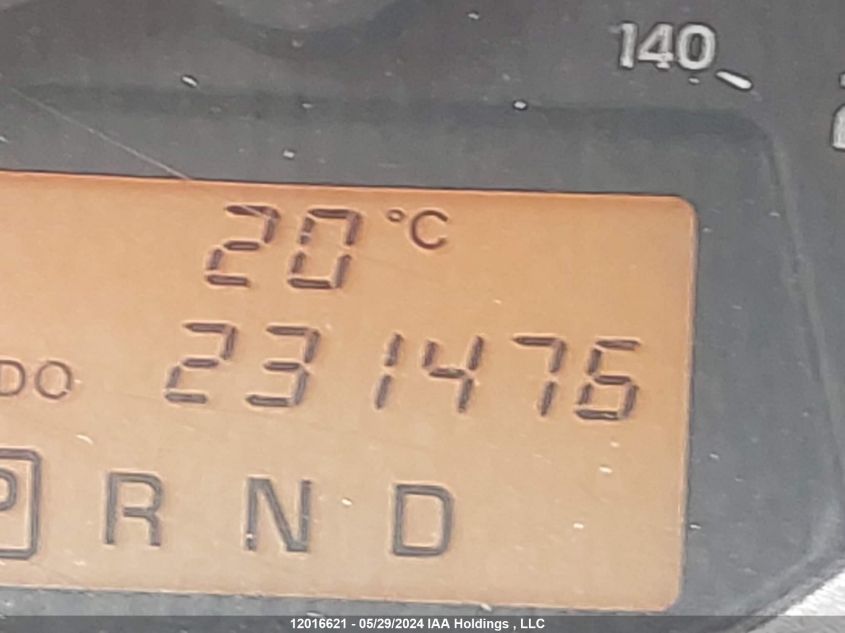 140
20 °C
DO 231476
P R N D
12016621 - 05/29/2024 IAA Holdings , LLC